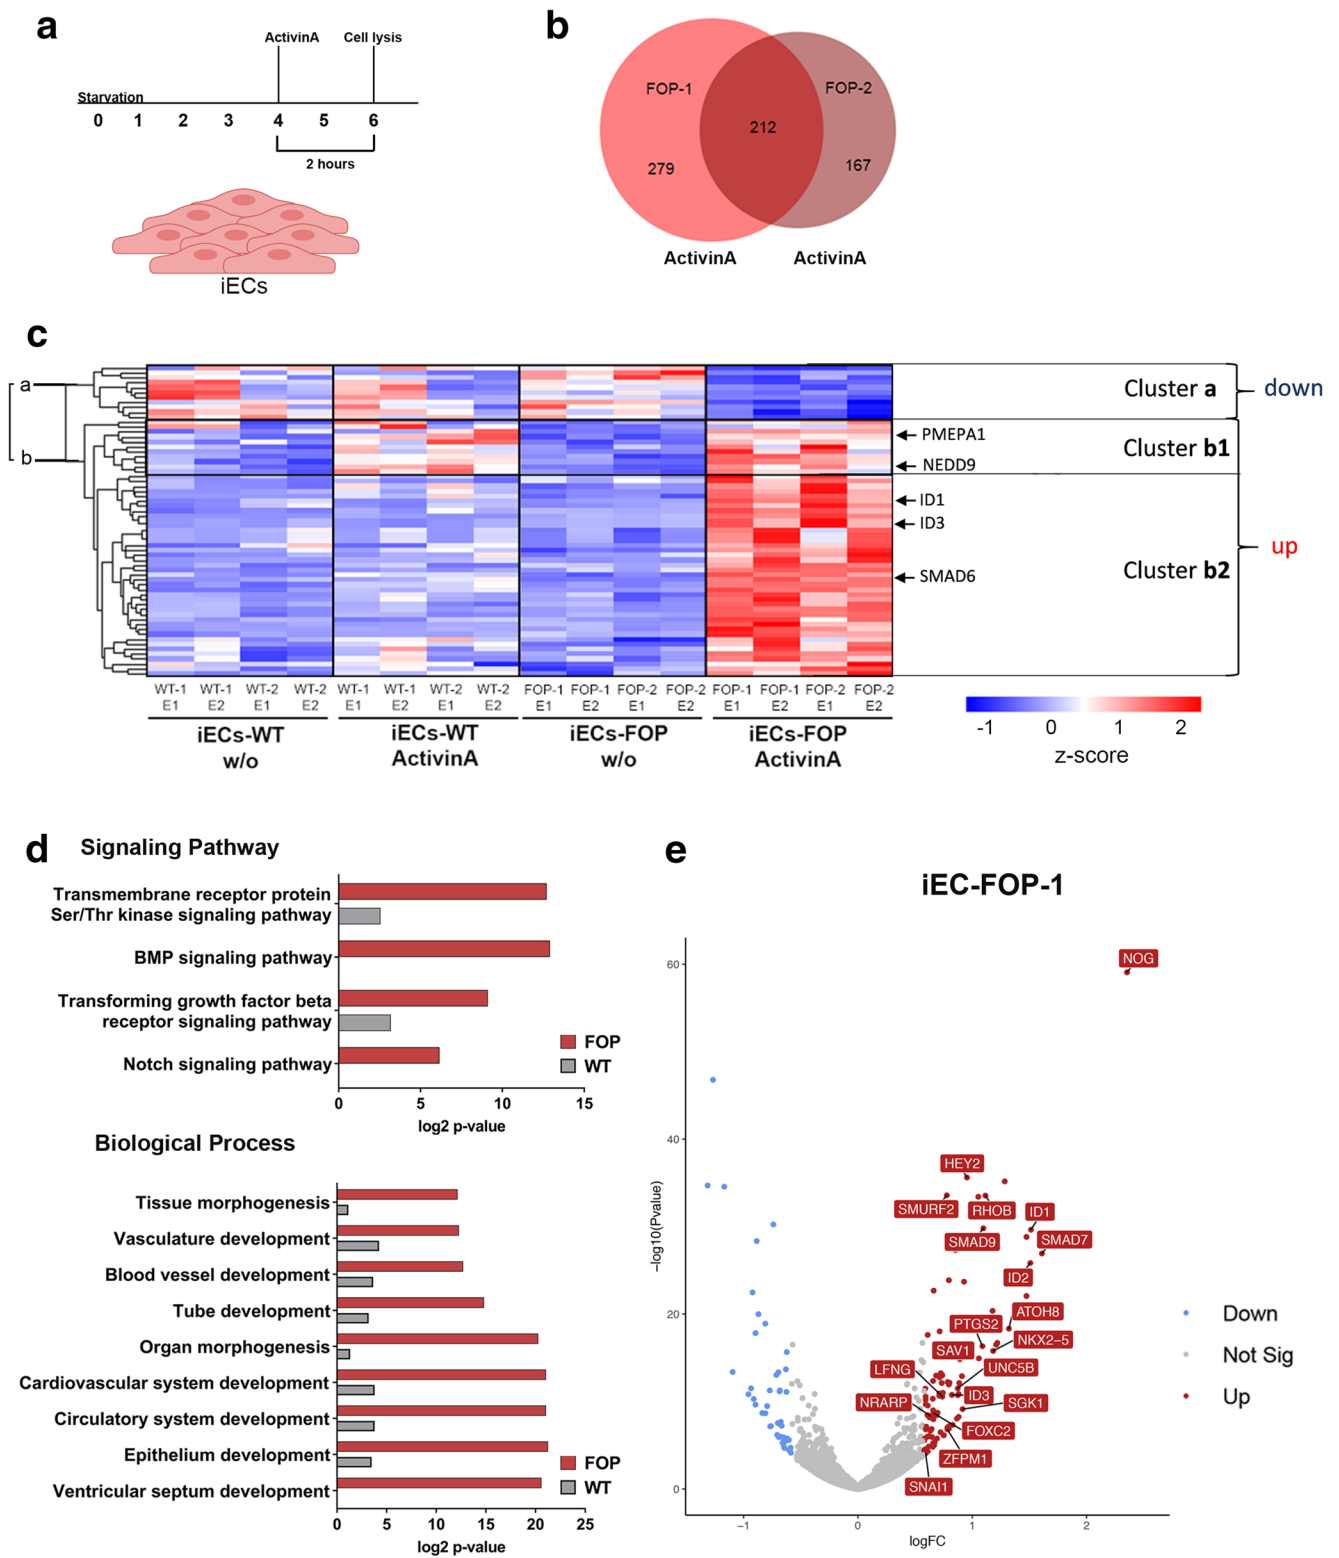 a
ActivinA Cell lysis
Starvation
0 1 2 3 4 5 6
2 hours
iECs
b
FOP-1 FOP-2
212
279 167
ActivinA ActivinA
c
a
b
Cluster a down
PMEPA1
Cluster b1
NEDD9
ID1
ID3
up
Cluster b2
SMAD6
WT-1 WT-1 WT-2 WT-2 WT-1 WT-1 WT-2 WT-2 FOP-1 FOP-1 FOP-2 FOP-2 FOP-1 FOP-1 FOP-2 FOP-2
E1 E2 E1 E2 E1 E2 E1 E2 E1 E2 E1 E2 E1 E2 E1 E2
iECs-WT iECs-WT iECs-FOP iECs-FOP
w/o ActivinA w/o ActivinA
-1 0 1 2
z-score
d
Signaling Pathway
Transmembrane receptor protein
Ser/Thr kinase signaling pathway
BMP signaling pathway
Transforming growth factor beta
receptor signaling pathway
Notch signaling pathway
FOP
WT
0 5 10 15
log2 p-value
Biological Process
Tissue morphogenesis
Vasculature development
Blood vessel development
Tube development
Organ morphogenesis
Cardiovascular system development
Circulatory system development
Epithelium development
Ventricular septum development
FOP
WT
0 5 10 15 20 25
log2 p-value
e
iEC-FOP-1
60
40
20
0
−log10(Pvalue)
NOG
HEY2
SMURF2
RHOB
ID1
SMAD9
SMAD7
ID2
ATOH8
PTGS2
NKX2−5
SAV1
UNC5B
LFNG
ID3
NRARP
SGK1
FOXC2
ZFPM1
SNAI1
−1 0 1 2
logFC
Down
Not Sig
Up